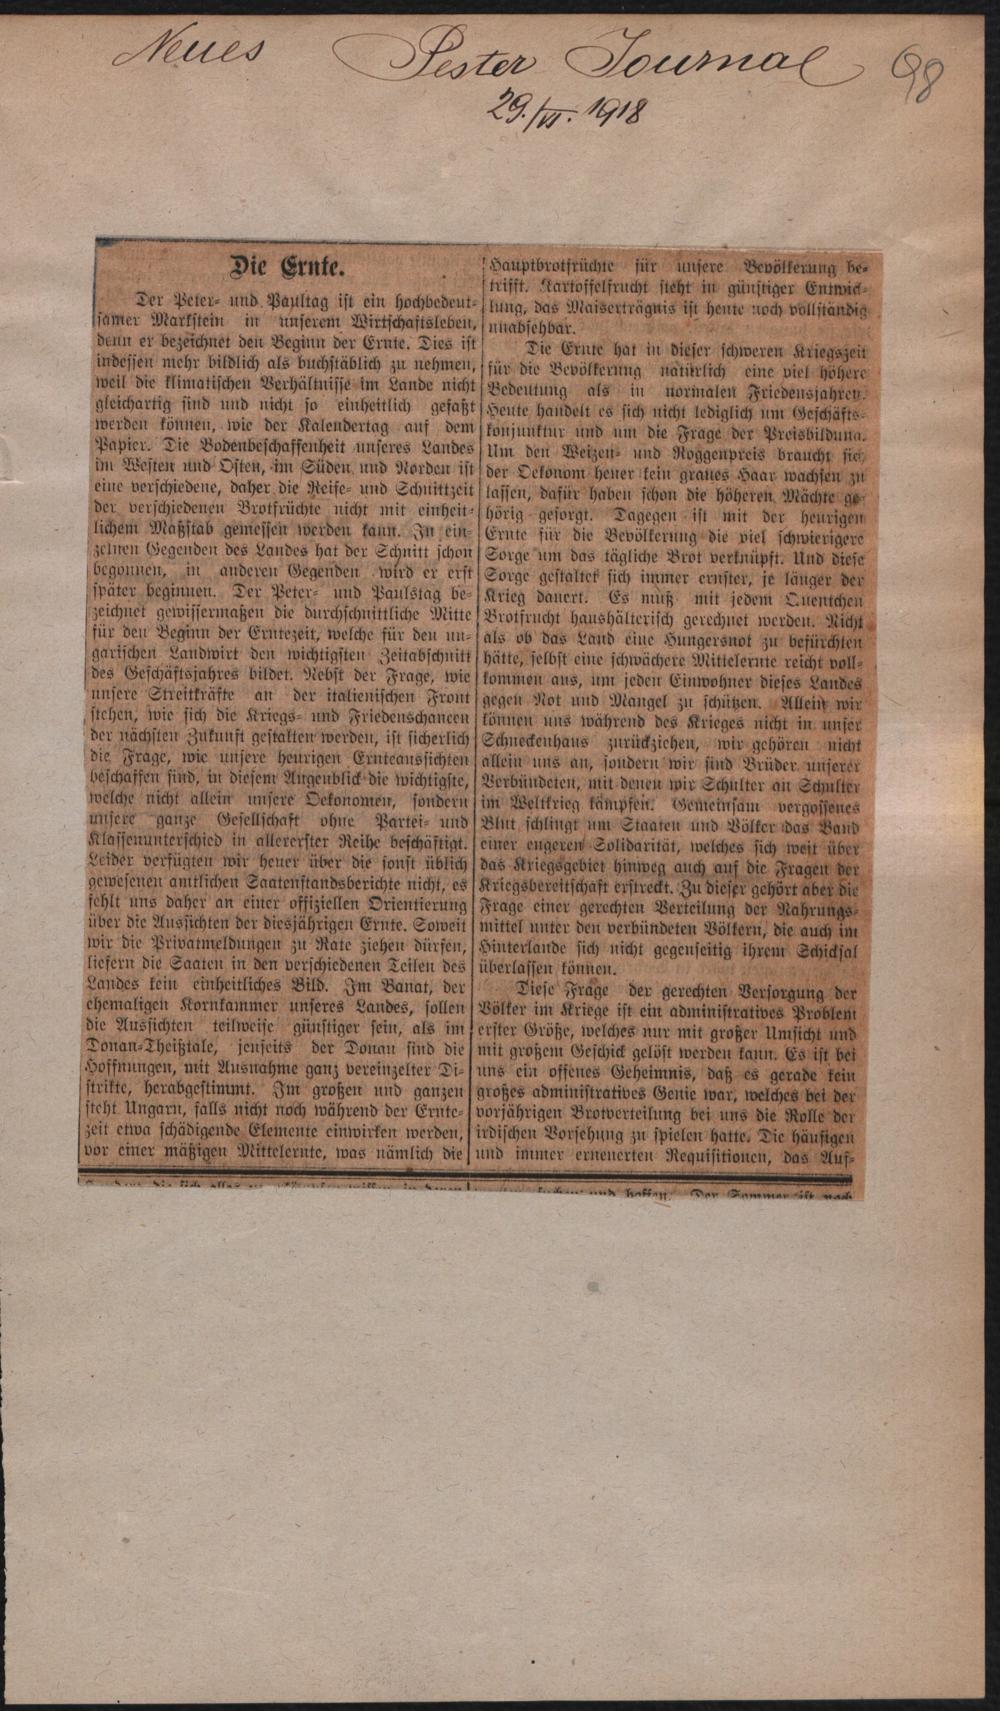 Neues Pester Journal 98
29./VI. 1918
Die Ernte.
Der Peter- und Paultag ist ein hochbedeut-
samer Markstein in unserem Wirtschaftsleben,
denn er bezeichnet den Beginn der Ernte. Dies ist
indessen mehr bildlich als buchstäblich zu nehmen,
weil die klimatischen Verhältnisse im Lande nicht
gleichartig sind und nicht so einheitlich gefaßt
werden können, wie der Kalendertag auf dem
Papier. Die Bodenbeschaffenheit unseres Landes
im Westen und Osten, im Süden und Norden ist
eine verschiedene, daher die Reife- und Schnittzeit
der verschiedenen Brotfrüchte nicht mit einheit-
lichem Maßstab gemessen werden kann. In ein-
zelnen Gegenden des Landes hat der Schnitt schon
begonnen, in anderen Gegenden wird er erst
später beginnen. Der Peter- und Paulstag be-
zeichnet gewissermaßen die durchschnittliche Mitte
für den Beginn der Erntezeit, welche für den un-
garischen Landwirt den wichtigsten Zeitabschnitt
des Geschäftsjahres bildet. Nebst der Frage, wie
unsere Streitkräfte an der italienischen Front
stehen, wie sich die Kriegs- und Friedenschancen
der nächsten Zukunft gestalten werden, ist sicherlich
die Frage, wie unsere heurigen Ernteaussichten
beschaffen sind, in diesem Augenblick die wichtigste,
welche nicht allein unsere Oekonomen, sondern
unsere ganze Gesellschaft ohne Partei- und
Klassenunterschied in allererster Reihe beschäftigt.
Leider verfügten wir heuer über die sonst üblich
gewesenen amtlichen Saatenstandsberichte nicht, es
fehlt uns daher an einer offiziellen Orientierung
über die Aussichten der diesjährigen Ernte. Soweit
wir die Privatmeldungen zu Rate ziehen dürfen,
liefern die Saaten in den verschiedenen Teilen des
Landes kein einheitliches Bild. Im Banat, der
ehemaligen Kornkammer unseres Landes, sollen
die Aussichten teilweise günstiger sein, als im
Donau-Theißtale, jenseits der Donau sind die
Hoffnungen, mit Ausnahme ganz vereinzelter Di-
strikte, herabgestimmt. Im großen und ganzen
steht Ungarn, falls nicht noch während der Ernte-
zeit etwa schädigende Elemente einwirken werden,
vor einer mäßigen Mittelernte, was nämlich die
Hauptbrotfrüchte für unsere Bevölkerung be-
trifft. Kartoffelfrucht steht in günstiger Entwick-
lung, das Maiserträgnis ist heute noch vollständig
unabsehbar.
Die Ernte hat in dieser schweren Kriegszeit
für die Bevölkerung natürlich eine viel höhere
Bedeutung als in normalen Friedensjahren.
Heute handelt es sich nicht lediglich um Geschäfts-
konjunktur und um die Frage der Preisbildung.
Um den Weizen- und Roggenpreis braucht sich
der Oekonom heuer kein graues Haar wachsen zu
lassen, dafür haben schon die höheren Mächte ge-
hörig gesorgt. Dagegen ist mit der heurigen
Ernte für die Bevölkerung die viel schwierigere
Sorge um das tägliche Brot verknüpft. Und diese
Sorge gestaltet sich immer ernster, je länger der
Krieg dauert. Es muß mit jedem Quentchen
Brotfrucht haushälterisch gerechnet werden. Nicht
als ob das Land eine Hungersnot zu befürchten
hätte, selbst eine schwächere Mittelernte reicht voll-
kommen aus, um jeden Einwohner dieses Landes
gegen Not und Mangel zu schützen. Allein wir
können uns während des Krieges nicht in unser
Schneckenhaus zurückziehen, wir gehören nicht
allein uns an, sondern wir sind Brüder unserer
Verbündeten, mit denen wir Schulter an Schulter
im Weltkrieg kämpfen. Gemeinsam vergossenes
Blut schlingt um Staaten und Völker das Band
einer engeren Solidarität, welches sich weit über
das Kriegsgebiet hinweg auch auf die Fragen der
Kriegsbereitschaft erstreckt. Zu dieser gehört aber die
Frage einer gerechten Verteilung der Nahrungs-
mittel unter den verbündeten Völkern, die auch im
Hinterlande sich nicht gegenseitig ihrem Schicksal
überlassen können.
Diese Frage der gerechten Versorgung der
Völker im Kriege ist ein administratives Problem
erster Größe, welches nur mit großer Umsicht und
mit großem Geschick gelöst werden kann. Es ist bei
uns ein offenes Geheimnis, daß es gerade kein
großes administratives Genie war, welches bei der
vorjährigen Brotverteilung bei uns die Rolle der
irdischen Vorsehung zu spielen hatte. Die häufigen
und immer erneuerten Requisitionen, das Auf-
und hoffen. Der Sommer ist nach